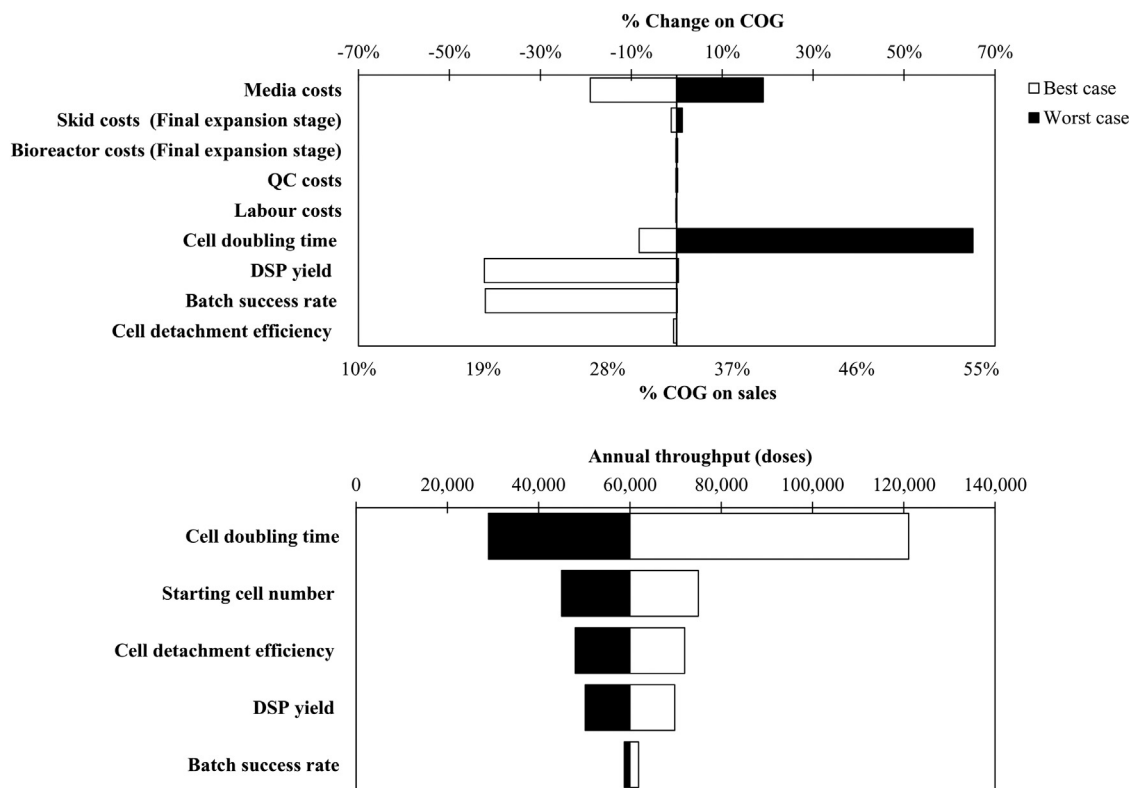 % Change on COG
-70% -50% -30% -10% 10% 30% 50% 70%
Media costs
Skid costs (Final expansion stage)
Bioreactor costs (Final expansion stage)
QC costs
Labour costs
Cell doubling time
DSP yield
Batch success rate
Cell detachment efficiency
Best case
Worst case
10% 19% 28% 37% 46% 55%
% COG on sales
Annual throughput (doses)
0 20,000 40,000 60,000 80,000 100,000 120,000 140,000
Cell doubling time
Starting cell number
Cell detachment efficiency
DSP yield
Batch success rate